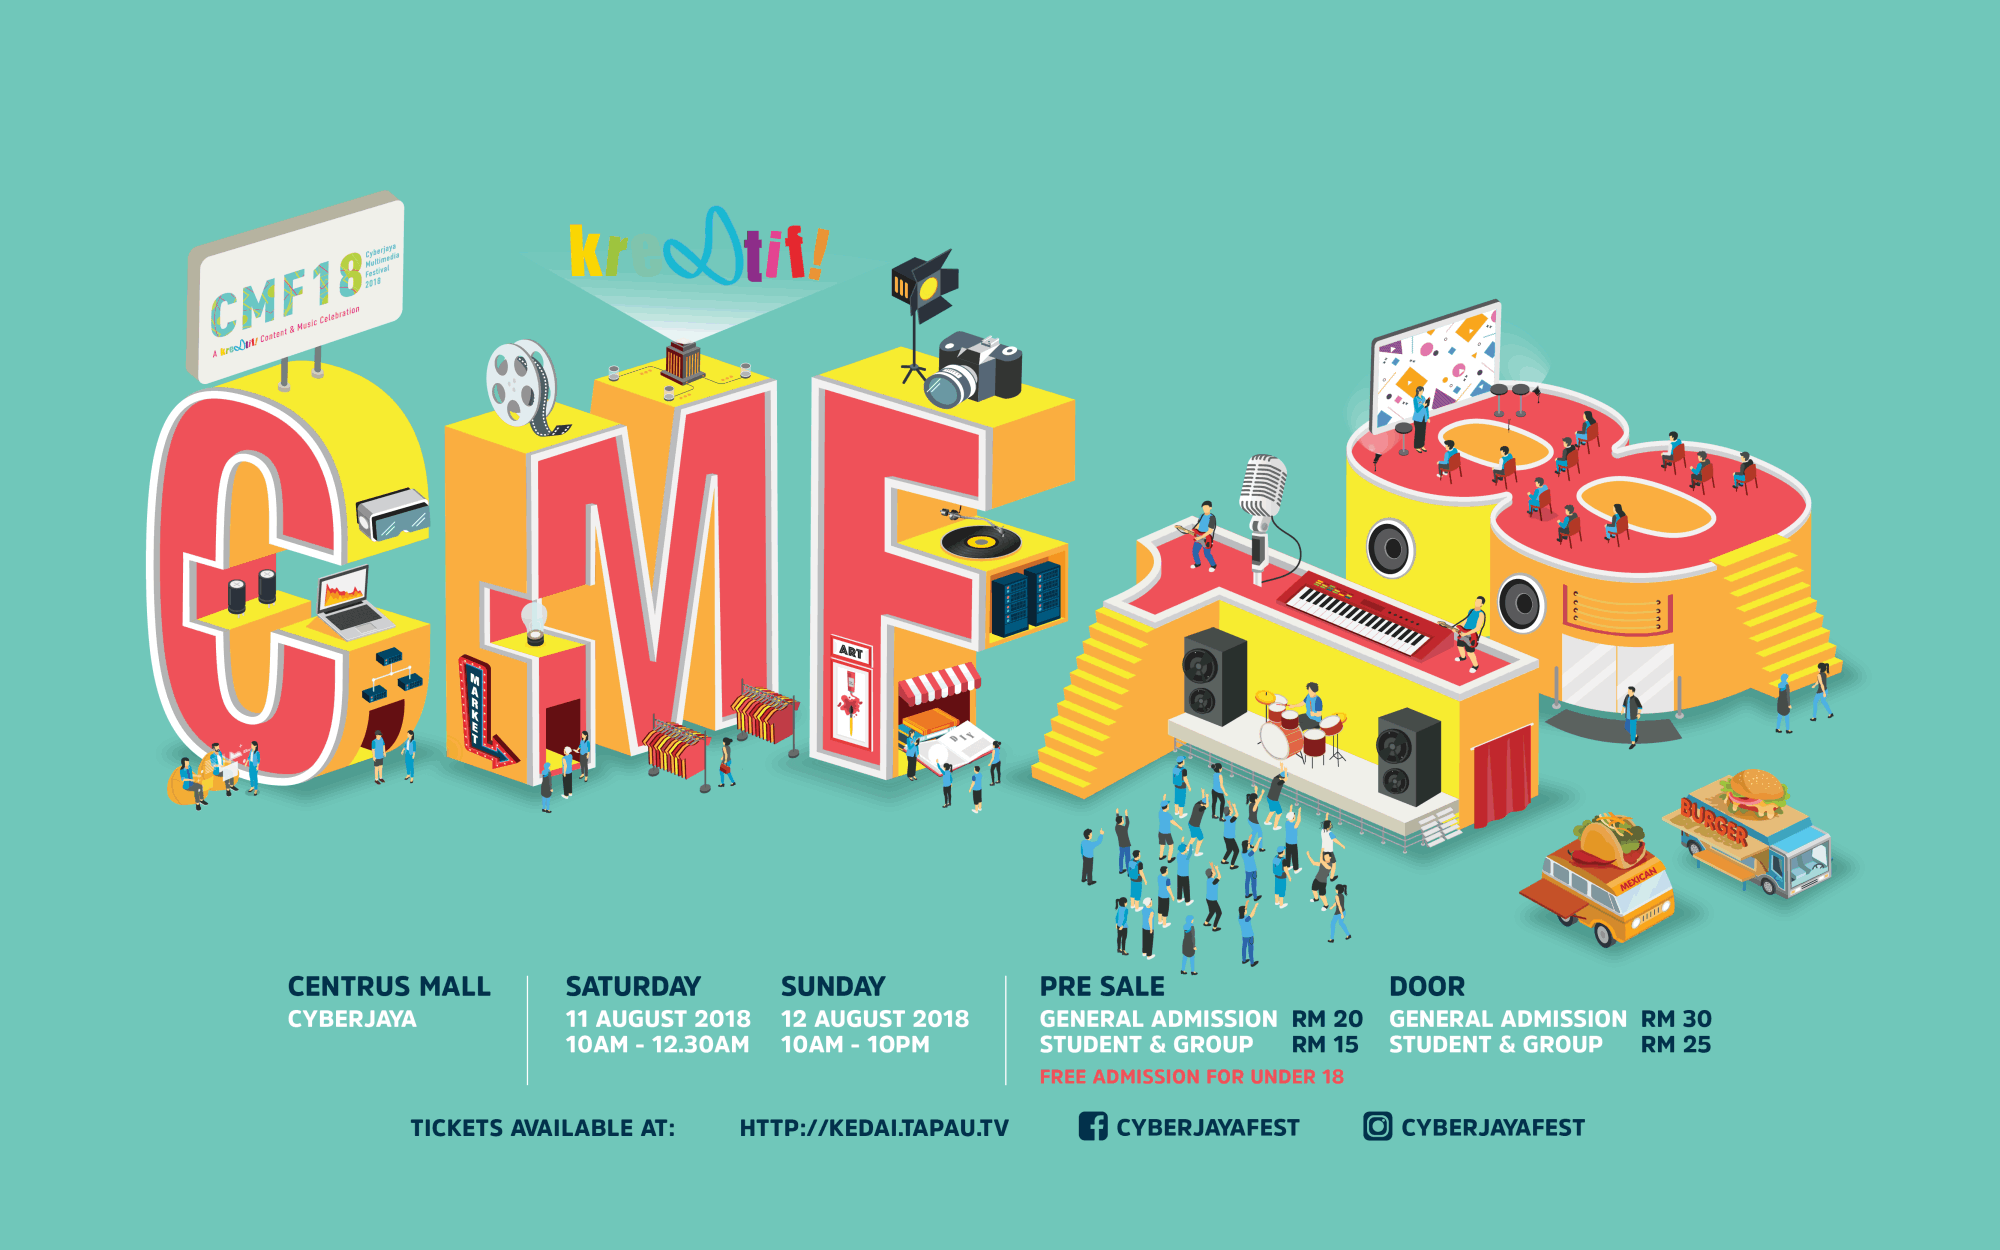 CMF18
Cyberjaya
Multimedia
Festival
2018
A kreatif! Content & Music Celebration
kreatif!
MARKET
ART
DIY
BURGER
MEXICAN
CENTRUS MALL
CYBERJAYA
SATURDAY
11 AUGUST 2018
10AM - 12.30AM
SUNDAY
12 AUGUST 2018
10AM - 10PM
PRE SALE
GENERAL ADMISSION RM 20
STUDENT & GROUP RM 15
FREE ADMISSION FOR UNDER 18
DOOR
GENERAL ADMISSION RM 30
STUDENT & GROUP RM 25
TICKETS AVAILABLE AT: HTTP://KEDAI.TAPAU.TV CYBERJAYAFEST CYBERJAYAFEST